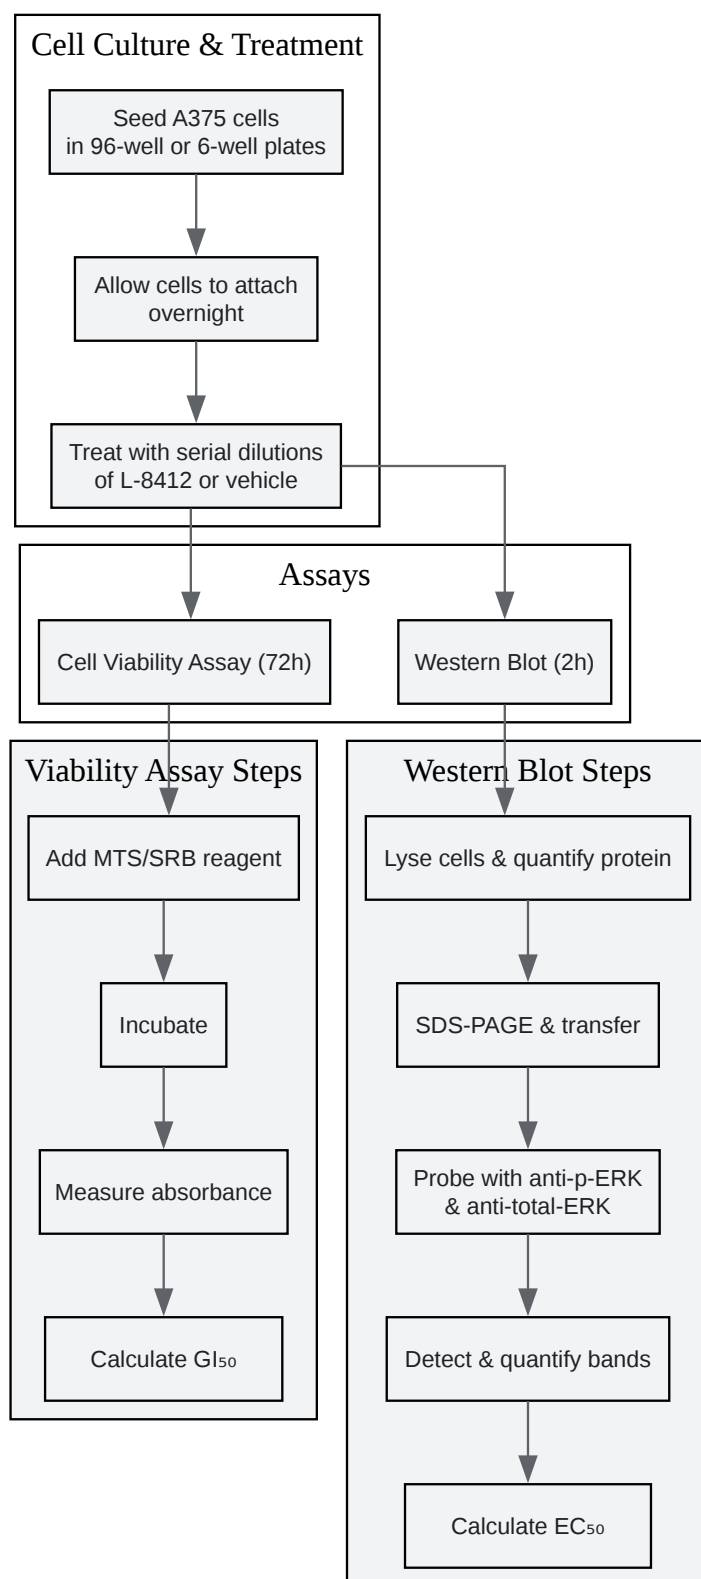 Cell Culture & Treatment
Seed A375 cells
in 96-well or 6-well plates
Allow cells to attach
overnight
Treat with serial dilutions
of L-8412 or vehicle
Assays
Cell Viability Assay (72h)
Western Blot (2h)
Viability Assay Steps
Add MTS/SRB reagent
Incubate
Measure absorbance
Calculate GI₅₀
Western Blot Steps
Lyse cells & quantify protein
SDS-PAGE & transfer
Probe with anti-p-ERK
& anti-total-ERK
Detect & quantify bands
Calculate EC₅₀